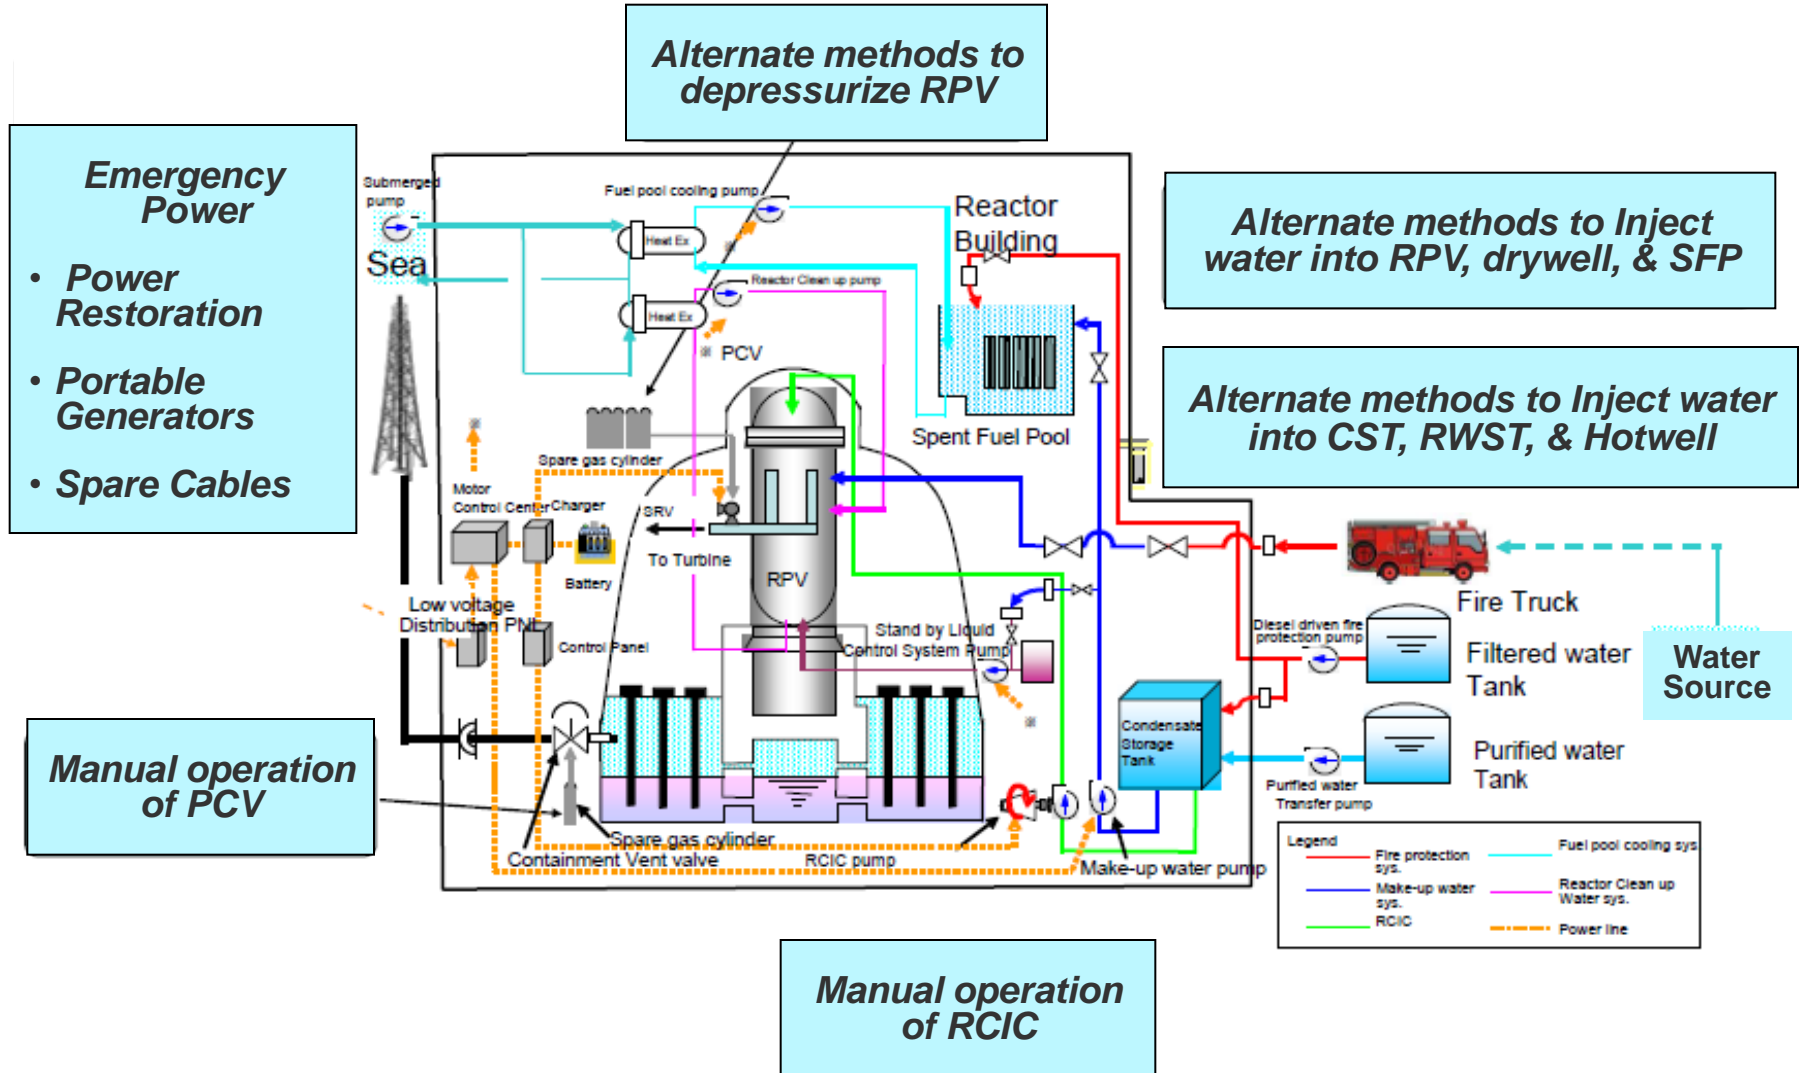 Alternate methods to
depressurize RPV
Emergency
Power
• Power
Restoration
• Portable
Generators
• Spare Cables
Submerged
pump
Sea
Fuel pool cooling pump
Heat Ex
※
Reactor Clean up pump
Heat Ex
※ PCV
Reactor
Building
Spent Fuel Pool
Alternate methods to Inject
water into RPV, drywell, & SFP
Alternate methods to Inject water
into CST, RWST, & Hotwell
Spare gas cylinder
※
Motor
Control Center
Charger
SRV
To Turbine
Battery
RPV
Low voltage
Distribution PNL
Control Panel
Stand by Liquid
Control System Pump
※
Fire Truck
Diesel driven fire
protection pump
Filtered water
Tank
Water
Source
Condensate
Storage
Tank
Purified water
Transfer pump
Purified water
Tank
Manual operation
of PCV
Spare gas cylinder
Containment Vent valve
RCIC pump
Make-up water pump
Legend
Fire protection
sys.
Fuel pool cooling sys
Make-up water
sys.
Reactor Clean up
Water sys.
RCIC
Power line
Manual operation
of RCIC